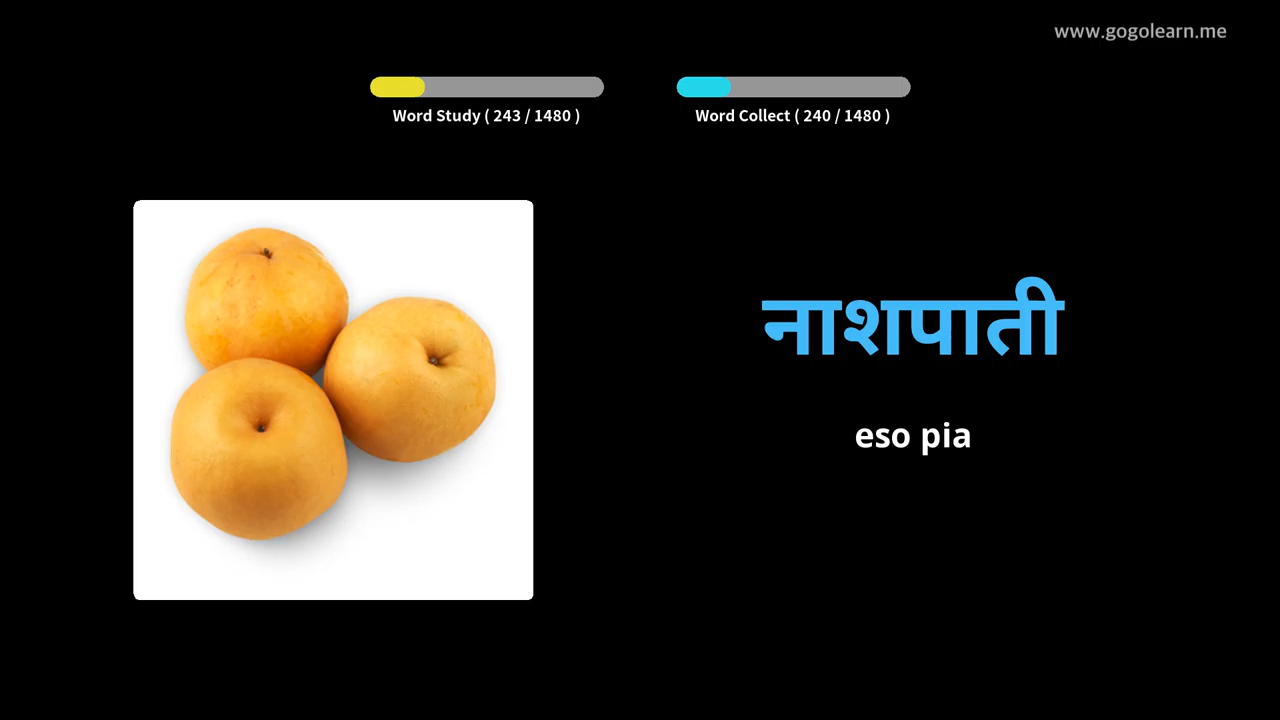 www.gogolearn.me
Word Study ( 243 / 1480 )
Word Collect ( 240 / 1480 )
नाशपाती
eso pia